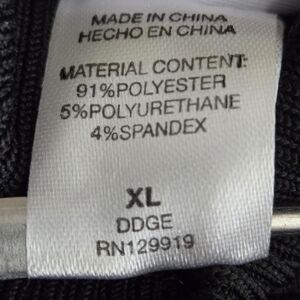 MADE IN CHINA
HECHO EN CHINA
MATERIAL CONTENT:
91%POLYESTER
5%POLYURETHANE
4%SPANDEX
XL
DDGE
RN129919